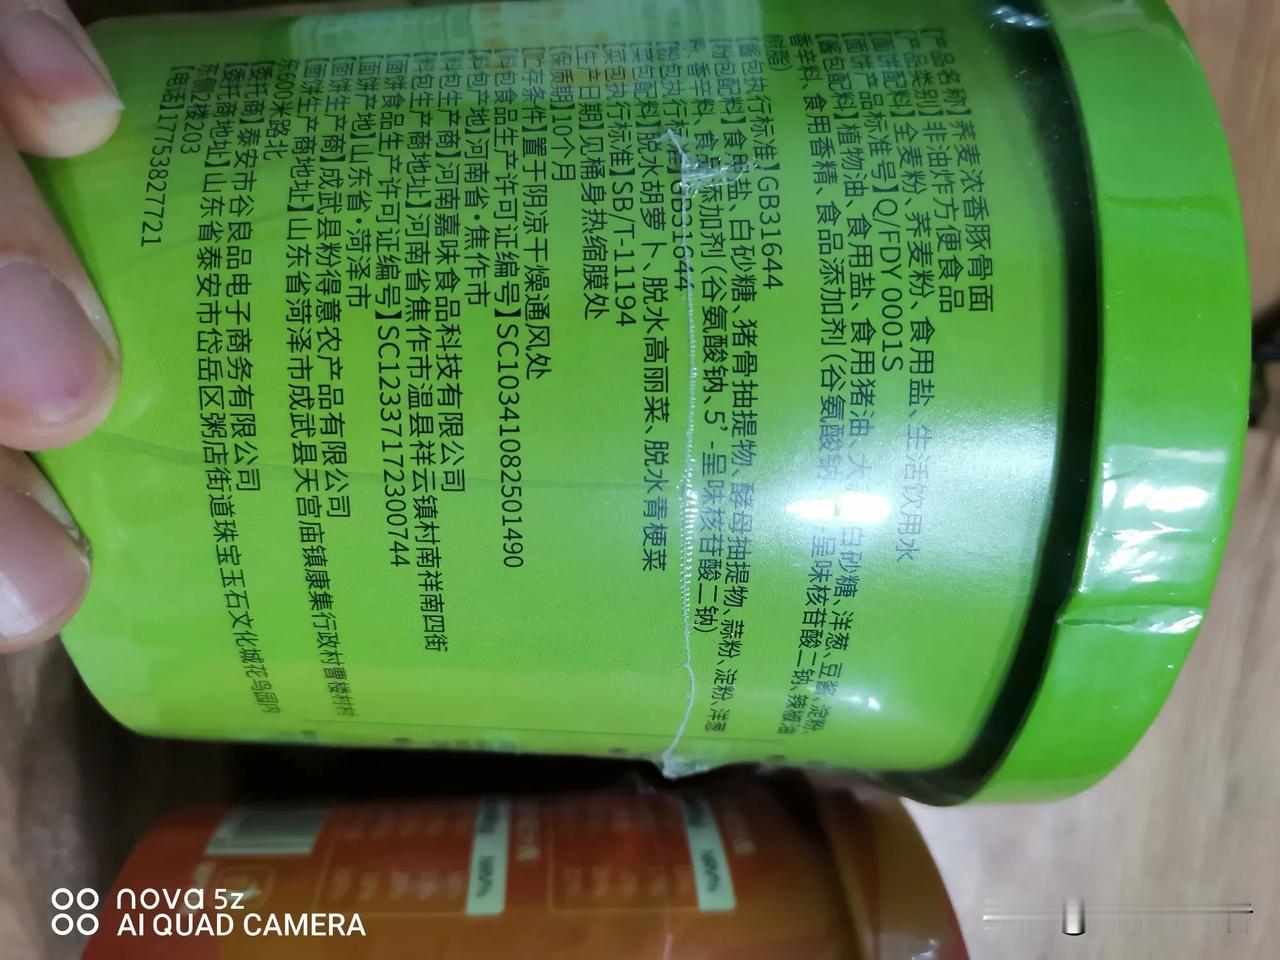 【产品名称】荞麦浓香豚骨面
【产品类别】非油炸方便食品
【面饼配料】全麦粉、荞麦粉、食用盐、生活饮用水
【面饼产品标准号】Q/FDY 0001S
【酱包配料】植物油、食用盐、食用猪油、大 白砂糖、洋葱、豆酱、淀粉、
香辛料、食用香精、食品添加剂(谷氨酸钠、 呈味核苷酸二钠、辣椒油
树脂)
【酱包执行标准】GB31644
【粉包配料】食用盐、白砂糖、猪骨抽提物、酵母抽提物、蒜粉、淀粉、洋葱
香辛料、食品添加剂(谷氨酸钠、5'-呈味核苷酸二钠)
【粉包执行标准】GB31644
【菜包配料】脱水胡萝卜、脱水高丽菜、脱水青梗菜
【菜包执行标准】SB/T-11194
【生产日期】见桶身热缩膜处
【保质期】10个月
【贮存条件】置于阴凉干燥通风处
【料包食品生产许可证编号】SC10341082501490
【料包产地】河南省·焦作市
【料包生产商】河南嘉味食品科技有限公司
【料包生产商地址】河南省焦作市温县祥云镇村南祥南四街
【面饼食品生产许可证编号】SC12337172300744
【面饼产地】山东省·菏泽市
【面饼生产商】成武县粉得意农产品有限公司
【面饼生产商地址】山东省菏泽市成武县天宫庙镇康集行政村曹楼村村
东600米路北
【委托商】泰安市谷良品电子商务有限公司
【委托商地址】山东省泰安市岱岳区粥店街道珠宝玉石文化城花鸟园内
东侧2楼203
【电话】17753827721
NRV%
NRV%
nova 5z
AI QUAD CAMERA